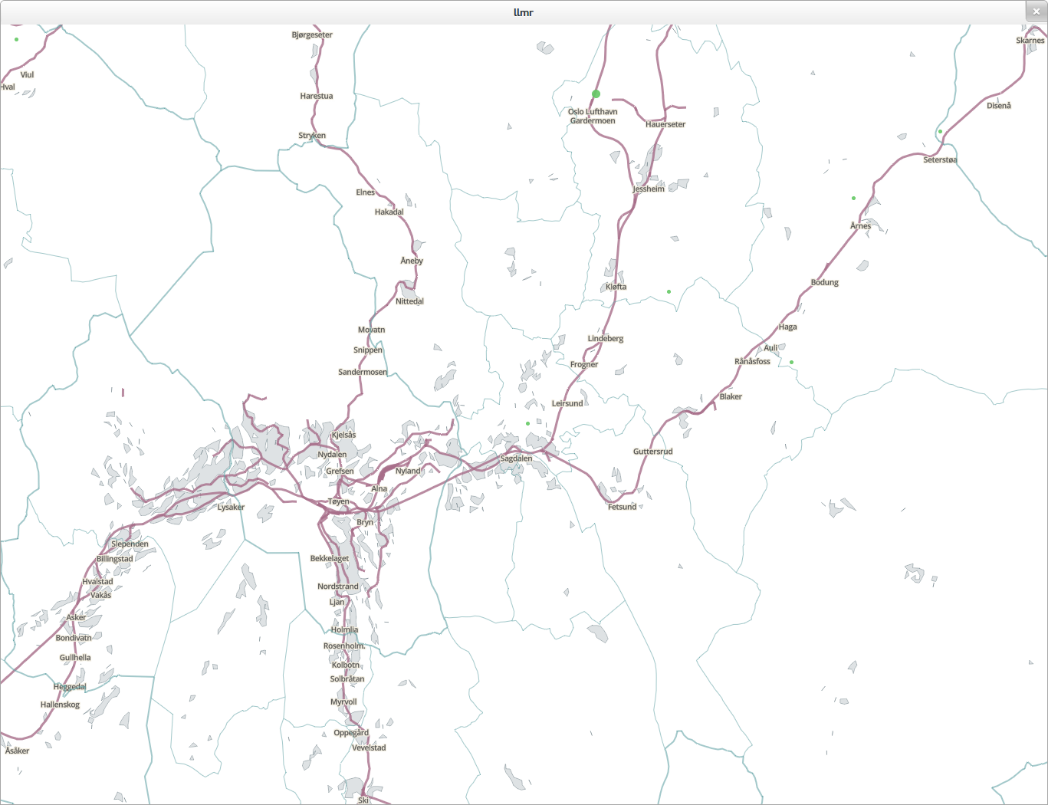 llmr
Bjørgeseter
Skarnes
Viul
Hval
Harestua
Disenå
Oslo Lufthavn
Gardermoen
Hauerseter
Stryken
Seterstøa
Elnes
Jessheim
Hakadal
Årnes
Åneby
Bodung
Kløfta
Nittedal
Movatn
Haga
Lindeberg
Snippen
Auli
Rånåsfoss
Frogner
Sandermosen
Blaker
Leirsund
Kjelsås
Nydalen
Guttersrud
Sagdalen
Grefsen
Nyland
Alna
Tøyen
Lysaker
Fetsund
Bryn
Slependen
Billingstad
Bekkelaget
Hvalstad
Nordstrand
Vakås
Ljan
Asker
Holmlia
Bondivatn
Rosenholm
Gullhella
Kolbotn
Solbråtan
Heggedal
Hallenskog
Myrvoll
Oppegård
Vevelstad
Åsåker
Ski